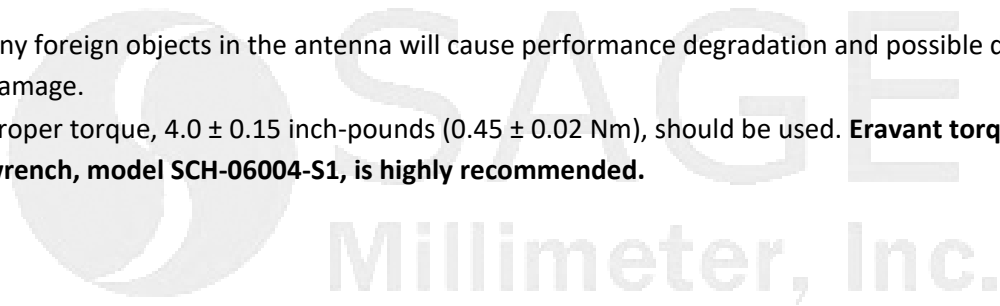 ny foreign objects in the antenna will cause performance degradation and possible
amage.
roper torque, 4.0 ± 0.15 inch-pounds (0.45 ± 0.02 Nm), should be used. Eravant torq
rench, model SCH-06004-S1, is highly recommended.
SAGE
Millimeter, Inc.